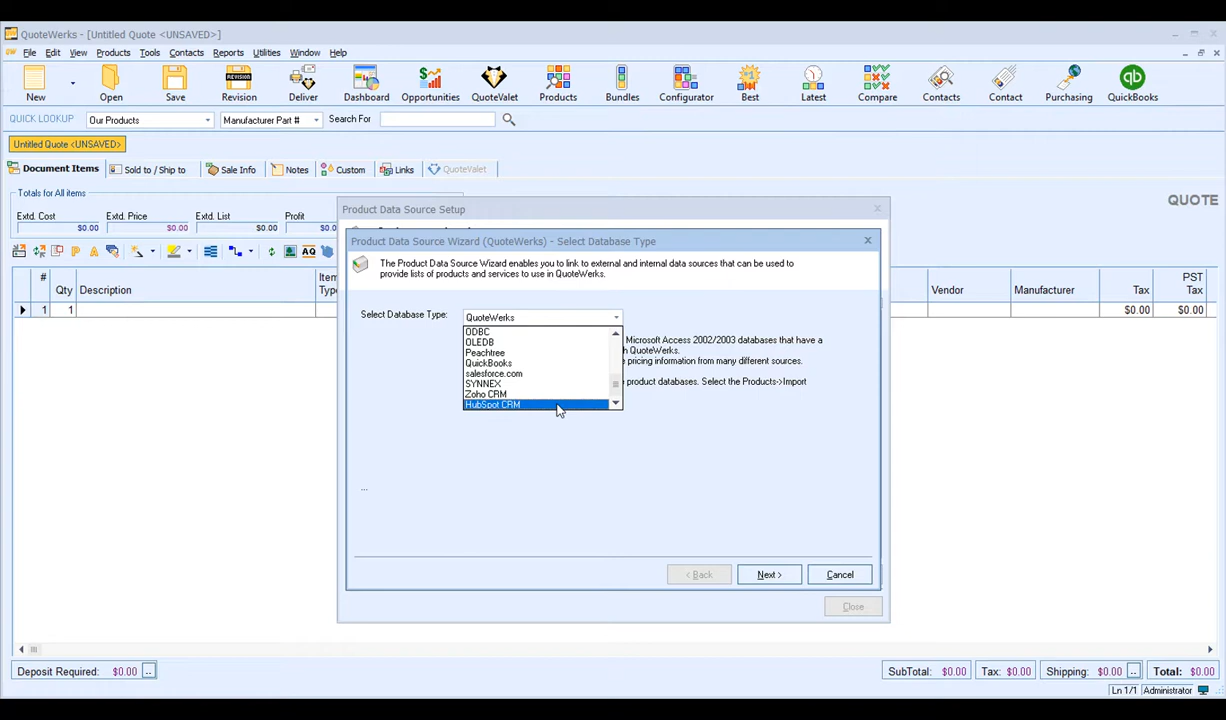 QuoteWerks - [Untitled Quote <UNSAVED>]
File Edit View Products Tools Contacts Reports Utilities Window Help
REVISION #1
New Open Save Revision Deliver Dashboard Opportunities QuoteValet Products Bundles Configurator Best Latest Compare Contacts Contact Purchasing QuickBooks
QUICK LOOKUP Our Products Manufacturer Part # Search For
Untitled Quote <UNSAVED>
Document Items Sold to / Ship to Sale Info Notes Custom Links QuoteValet
Totals for All items
Extd. Cost Extd. Price Extd. List Profit
$0.00 $0.00 $0.00 $0.0
QUOTE
Product Data Source Setup
Product Data Source Wizard (QuoteWerks) - Select Database Type
The Product Data Source Wizard enables you to link to external and internal data sources that can be used to
provide lists of products and services to use in QuoteWerks.
# Qty Description Item Type Vendor Manufacturer Tax PST Tax
1 1 $0.00 $0.00
Select Database Type: QuoteWerks
ODBC
OLEDB
Peachtree
QuickBooks
salesforce.com
SYNNEX
Zoho CRM
HubSpot CRM
Microsoft Access 2002/2003 databases that have a
h QuoteWerks.
e pricing information from many different sources.
e product databases. Select the Products->Import
...
< Back Next > Cancel
Close
Deposit Required: $0.00 .. SubTotal: $0.00 Tax: $0.00 Shipping: $0.00 .. Total: $0.00
Ln 1/1 Administrator